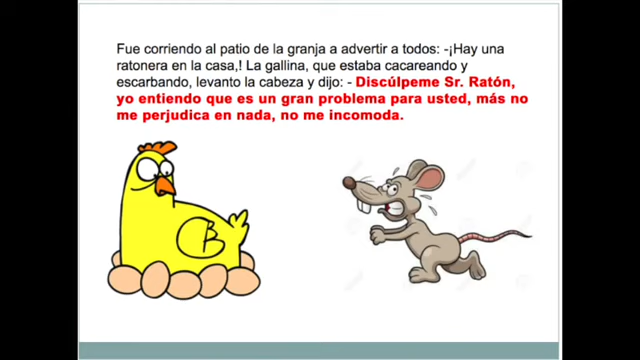 Fue corriendo al patio de la granja a advertir a todos: -¡Hay una
ratonera en la casa,! La gallina, que estaba cacareando y
escarbando, levanto la cabeza y dijo: - Discúlpeme Sr. Ratón,
yo entiendo que es un gran problema para usted, más no
me perjudica en nada, no me incomoda.